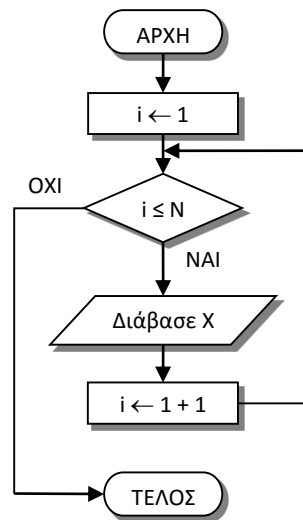 ΑΡΧΗ
i ← 1
ΟΧΙ
i ≤ N
ΝΑΙ
Διάβασε Χ
i ← 1 + 1
ΤΕΛΟΣ